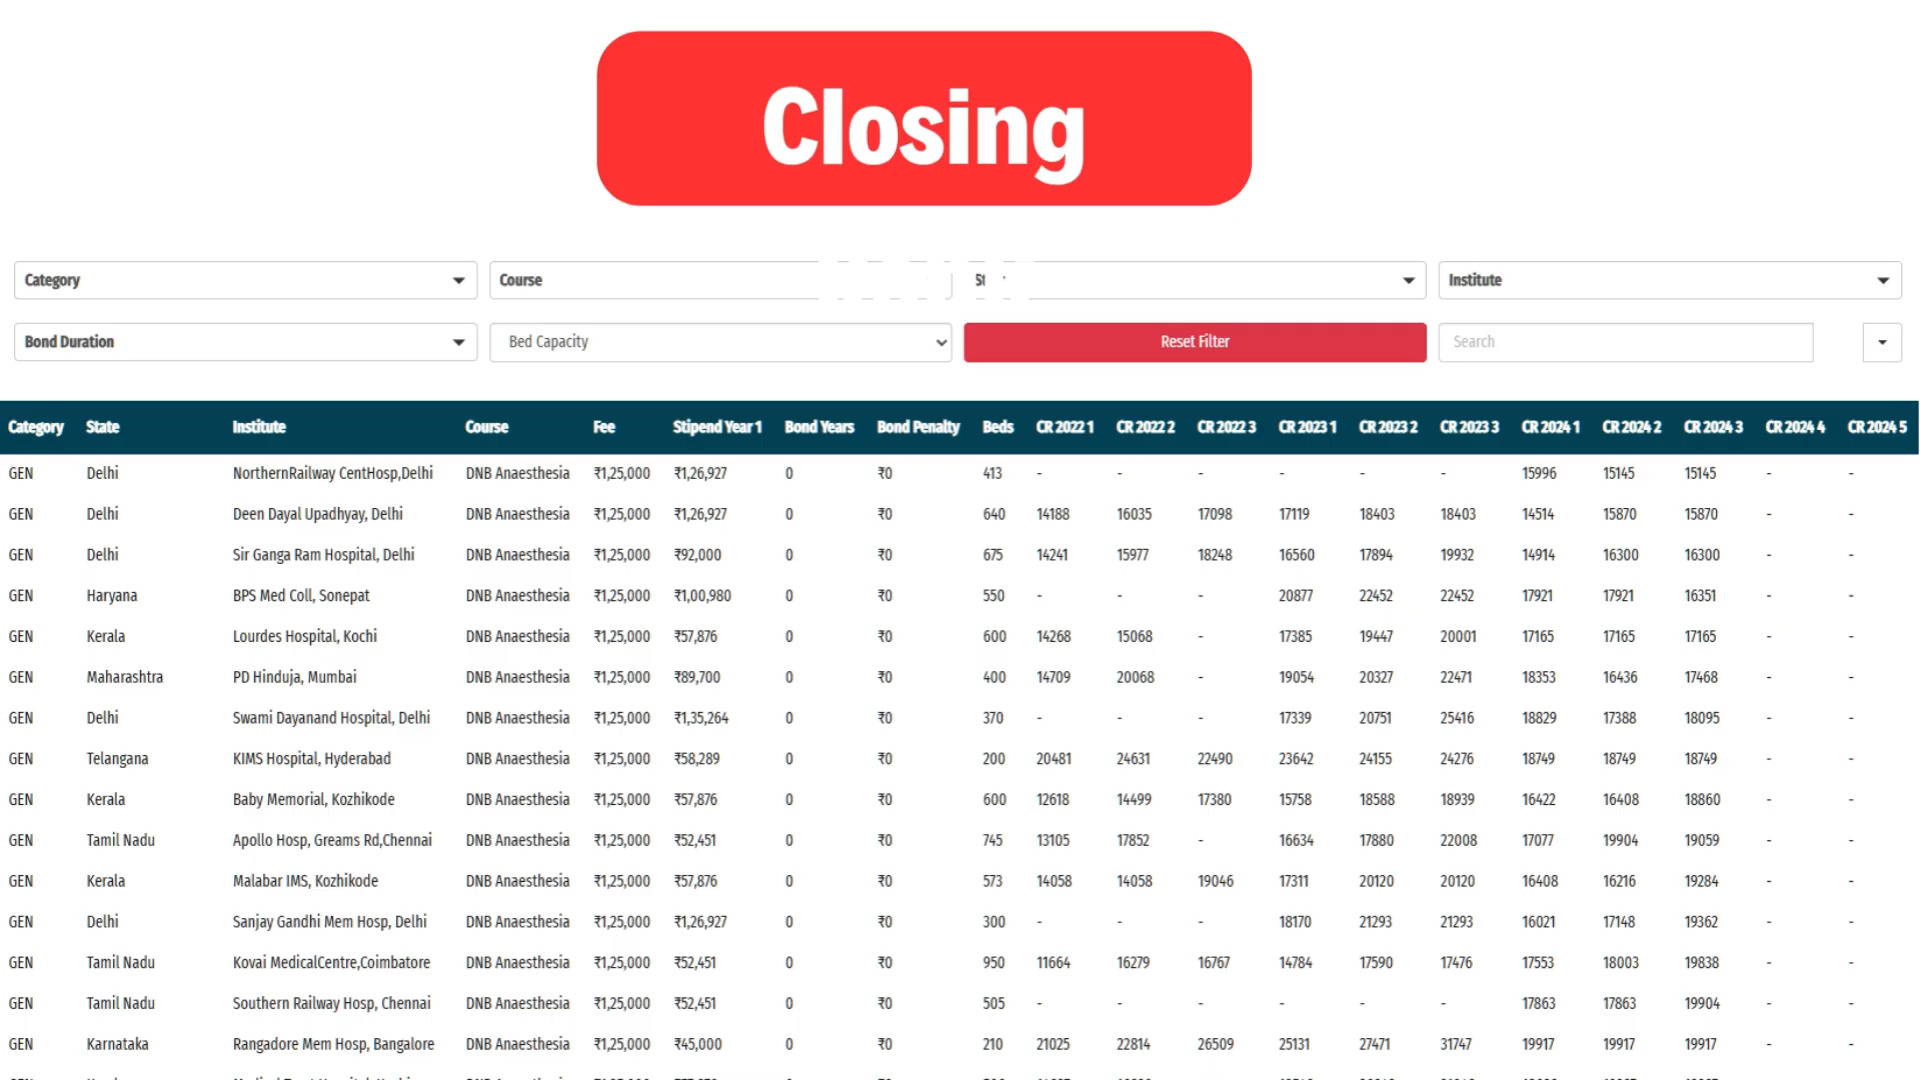 Closing
Category Course St Institute
Bond Duration Bed Capacity Reset Filter Search
Category State Institute Course Fee Stipend Year 1 Bond Years Bond Penalty Beds CR 2022 1 CR 2022 2 CR 2022 3 CR 2023 1 CR 2023 2 CR 2023 3 CR 2024 1 CR 2024 2 CR 2024 3 CR 2024 4 CR 2024 5
GEN Delhi NorthernRailway CentHosp,Delhi DNB Anaesthesia ₹1,25,000 ₹1,26,927 0 ₹0 413 - - - - - - 15996 15145 15145 - -
GEN Delhi Deen Dayal Upadhyay, Delhi DNB Anaesthesia ₹1,25,000 ₹1,26,927 0 ₹0 640 14188 16035 17098 17119 18403 18403 14514 15870 15870 - -
GEN Delhi Sir Ganga Ram Hospital, Delhi DNB Anaesthesia ₹1,25,000 ₹92,000 0 ₹0 675 14241 15977 18248 16560 17894 19932 14914 16300 16300 - -
GEN Haryana BPS Med Coll, Sonepat DNB Anaesthesia ₹1,25,000 ₹1,00,980 0 ₹0 550 - - - 20877 22452 22452 17921 17921 16351 - -
GEN Kerala Lourdes Hospital, Kochi DNB Anaesthesia ₹1,25,000 ₹57,876 0 ₹0 600 14268 15068 - 17385 19447 20001 17165 17165 17165 - -
GEN Maharashtra PD Hinduja, Mumbai DNB Anaesthesia ₹1,25,000 ₹89,700 0 ₹0 400 14709 20068 - 19054 20327 22471 18353 16436 17468 - -
GEN Delhi Swami Dayanand Hospital, Delhi DNB Anaesthesia ₹1,25,000 ₹1,35,264 0 ₹0 370 - - - 17339 20751 25416 18829 17388 18095 - -
GEN Telangana KIMS Hospital, Hyderabad DNB Anaesthesia ₹1,25,000 ₹58,289 0 ₹0 200 20481 24631 22490 23642 24155 24276 18749 18749 18749 - -
GEN Kerala Baby Memorial, Kozhikode DNB Anaesthesia ₹1,25,000 ₹57,876 0 ₹0 600 12618 14499 17380 15758 18588 18939 16422 16408 18860 - -
GEN Tamil Nadu Apollo Hosp, Greams Rd,Chennai DNB Anaesthesia ₹1,25,000 ₹52,451 0 ₹0 745 13105 17852 - 16634 17880 22008 17077 19904 19059 - -
GEN Kerala Malabar IMS, Kozhikode DNB Anaesthesia ₹1,25,000 ₹57,876 0 ₹0 573 14058 14058 19046 17311 20120 20120 16408 16216 19284 - -
GEN Delhi Sanjay Gandhi Mem Hosp, Delhi DNB Anaesthesia ₹1,25,000 ₹1,26,927 0 ₹0 300 - - - 18170 21293 21293 16021 17148 19362 - -
GEN Tamil Nadu Kovai MedicalCentre,Coimbatore DNB Anaesthesia ₹1,25,000 ₹52,451 0 ₹0 950 11664 16279 16767 14784 17590 17476 17553 18003 19838 - -
GEN Tamil Nadu Southern Railway Hosp, Chennai DNB Anaesthesia ₹1,25,000 ₹52,451 0 ₹0 505 - - - - - - 17863 17863 19904 - -
GEN Karnataka Rangadore Mem Hosp, Bangalore DNB Anaesthesia ₹1,25,000 ₹45,000 0 ₹0 210 21025 22814 26509 25131 27471 31747 19917 19917 19917 - -